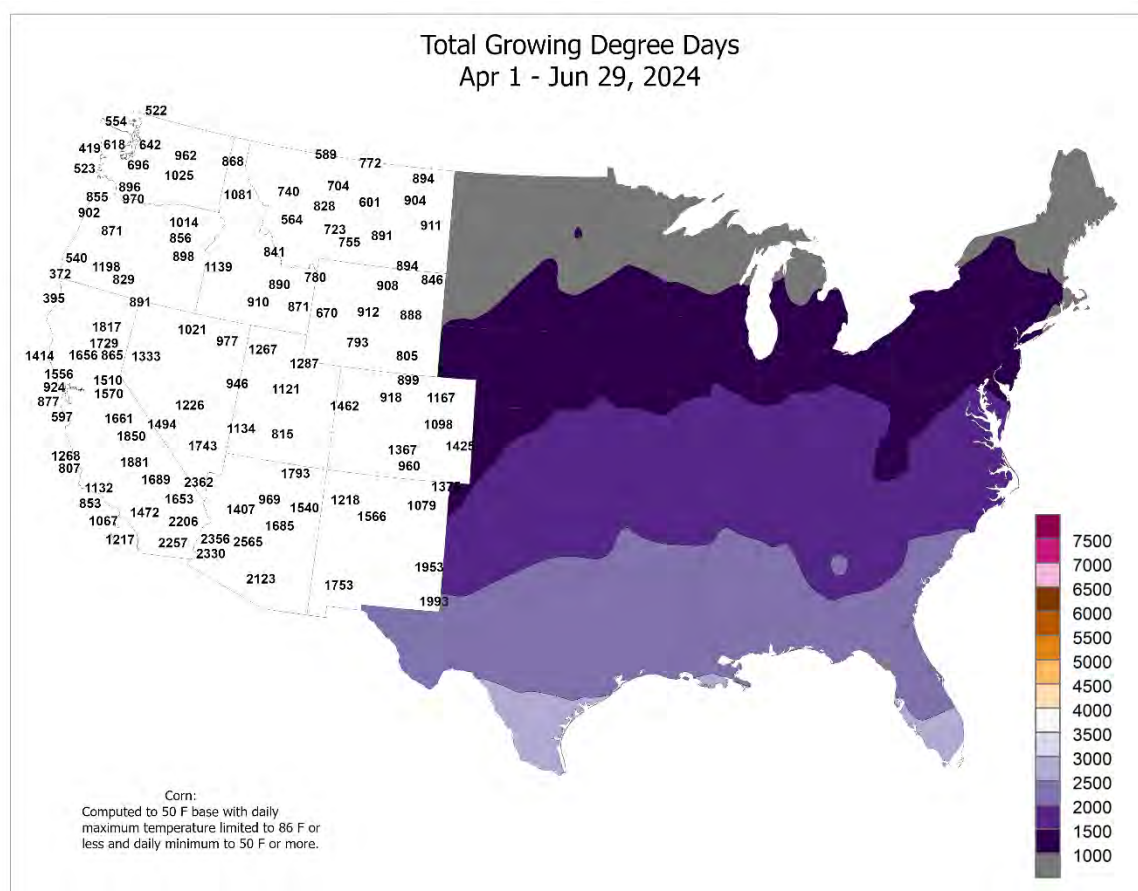 Total Growing Degree Days
Apr 1 - Jun 29, 2024
522
554
419 618 642
523 696 962 868 589 772
1025 894
896 740 704
855 970 1081 828 601 904
902 564
871 1014 723 911
856 755 891
540 898 841
372 1198 1139 894
829 780 846
395 890 908
891 910 871 670 912 888
1817 1021
1729 977 1267 793
1414 1656 865 1333 1287 805
1556
924 1510 946 1121 899
877 1570 918 1167
597 1226 1462
1661 1494 1134 1098
1850 815
1743 1367 1425
1268
807 1881 960
1689 2362 1793
1132 1653 969
853 1407 1540 1218 1079
1067 1472 2206 1685 1566
1217 2257 2356 2565
2330
1953
2123 1753
1993
7500
7000
6500
6000
5500
5000
4500
4000
3500
3000
2500
2000
1500
1000
Corn:
Computed to 50 F base with daily
maximum temperature limited to 86 F or
less and daily minimum to 50 F or more.